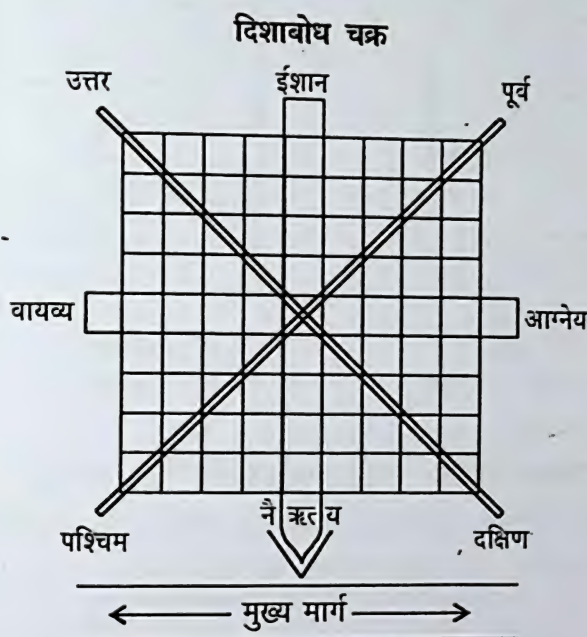 दिशाबोध चक्र
उत्तर ईशान पूर्व
वायव्य आग्नेय
नै ऋत य
पश्चिम दक्षिण
मुख्य मार्ग